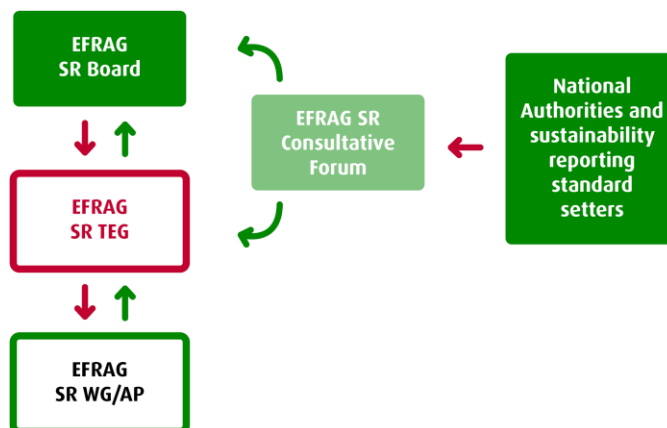 EFRAG
SR Board
EFRAG
SR TEG
EFRAG
SR WG/AP
EFRAG SR
Consultative
Forum
National
Authorities and
sustainability
reporting
standard
setters